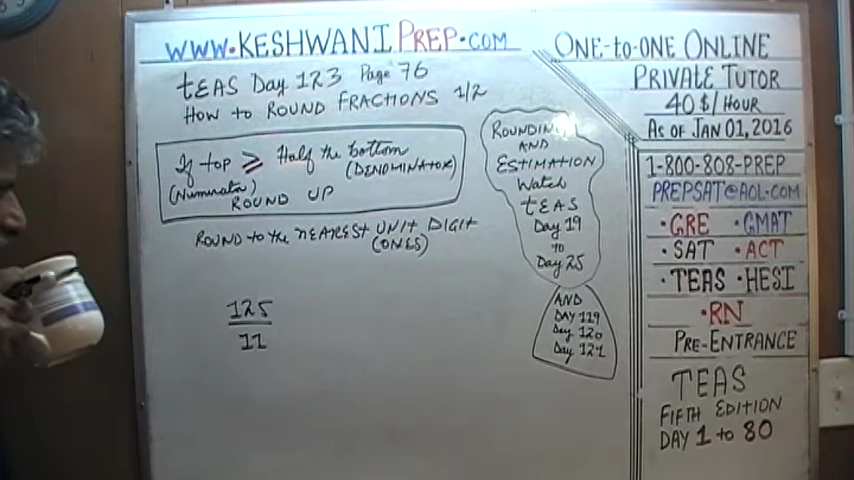 WWW.KESHWANIPREP.COM
tEAS Day 123 Page 76
HOW to ROUND FRACTIONS 1/2
If top ≥ Half the bottom
(Numerator) (DENOMINATOR)
ROUND UP
ROUND to the NEAREST UNIT DIGIT
(ONES)
125
11
ROUNDING
AND
ESTIMATION
Watch
tEAS
Day 19
to
Day 25
AND
DAY 119
Day 120
Day 121
ONE-to-ONE ONLINE
PRIVATE TUTOR
40 $/HOUR
AS OF JAN 01, 2016
1-800-808-PREP
PREPSAT@AOL.COM
•GRE •GMAT
•SAT •ACT
•TEAS •HESI
•RN
PRE-ENTRANCE
TEAS
FIFTH EDITION
DAY 1 to 80